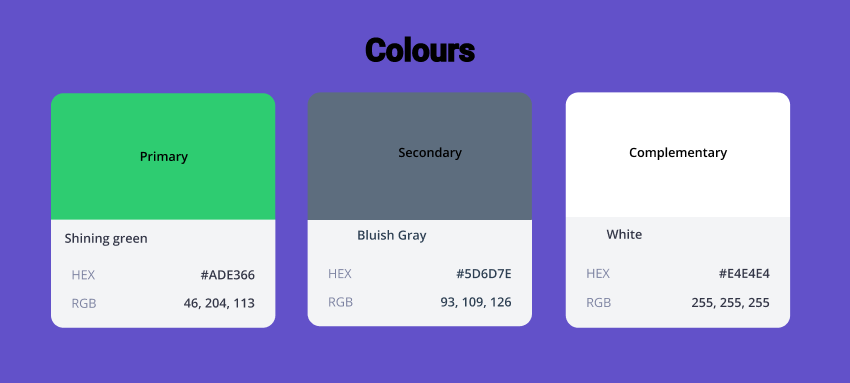 Colours
Primary
Shining green
HEX #ADE366
RGB 46, 204, 113
Secondary
Bluish Gray
HEX #5D6D7E
RGB 93, 109, 126
Complementary
White
HEX #E4E4E4
RGB 255, 255, 255